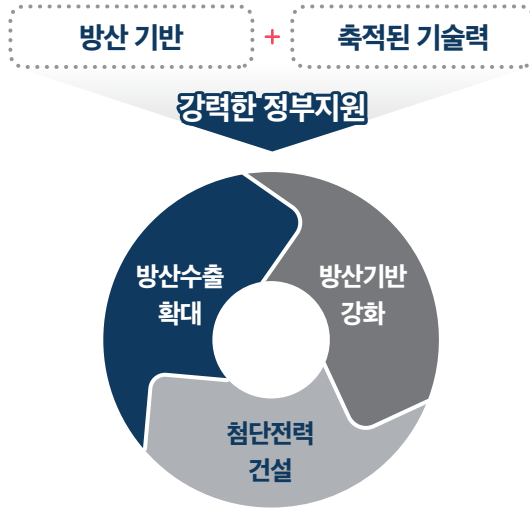 방산 기반 + 축적된 기술력
강력한 정부지원
방산수출
확대
방산기반
강화
첨단전력
건설